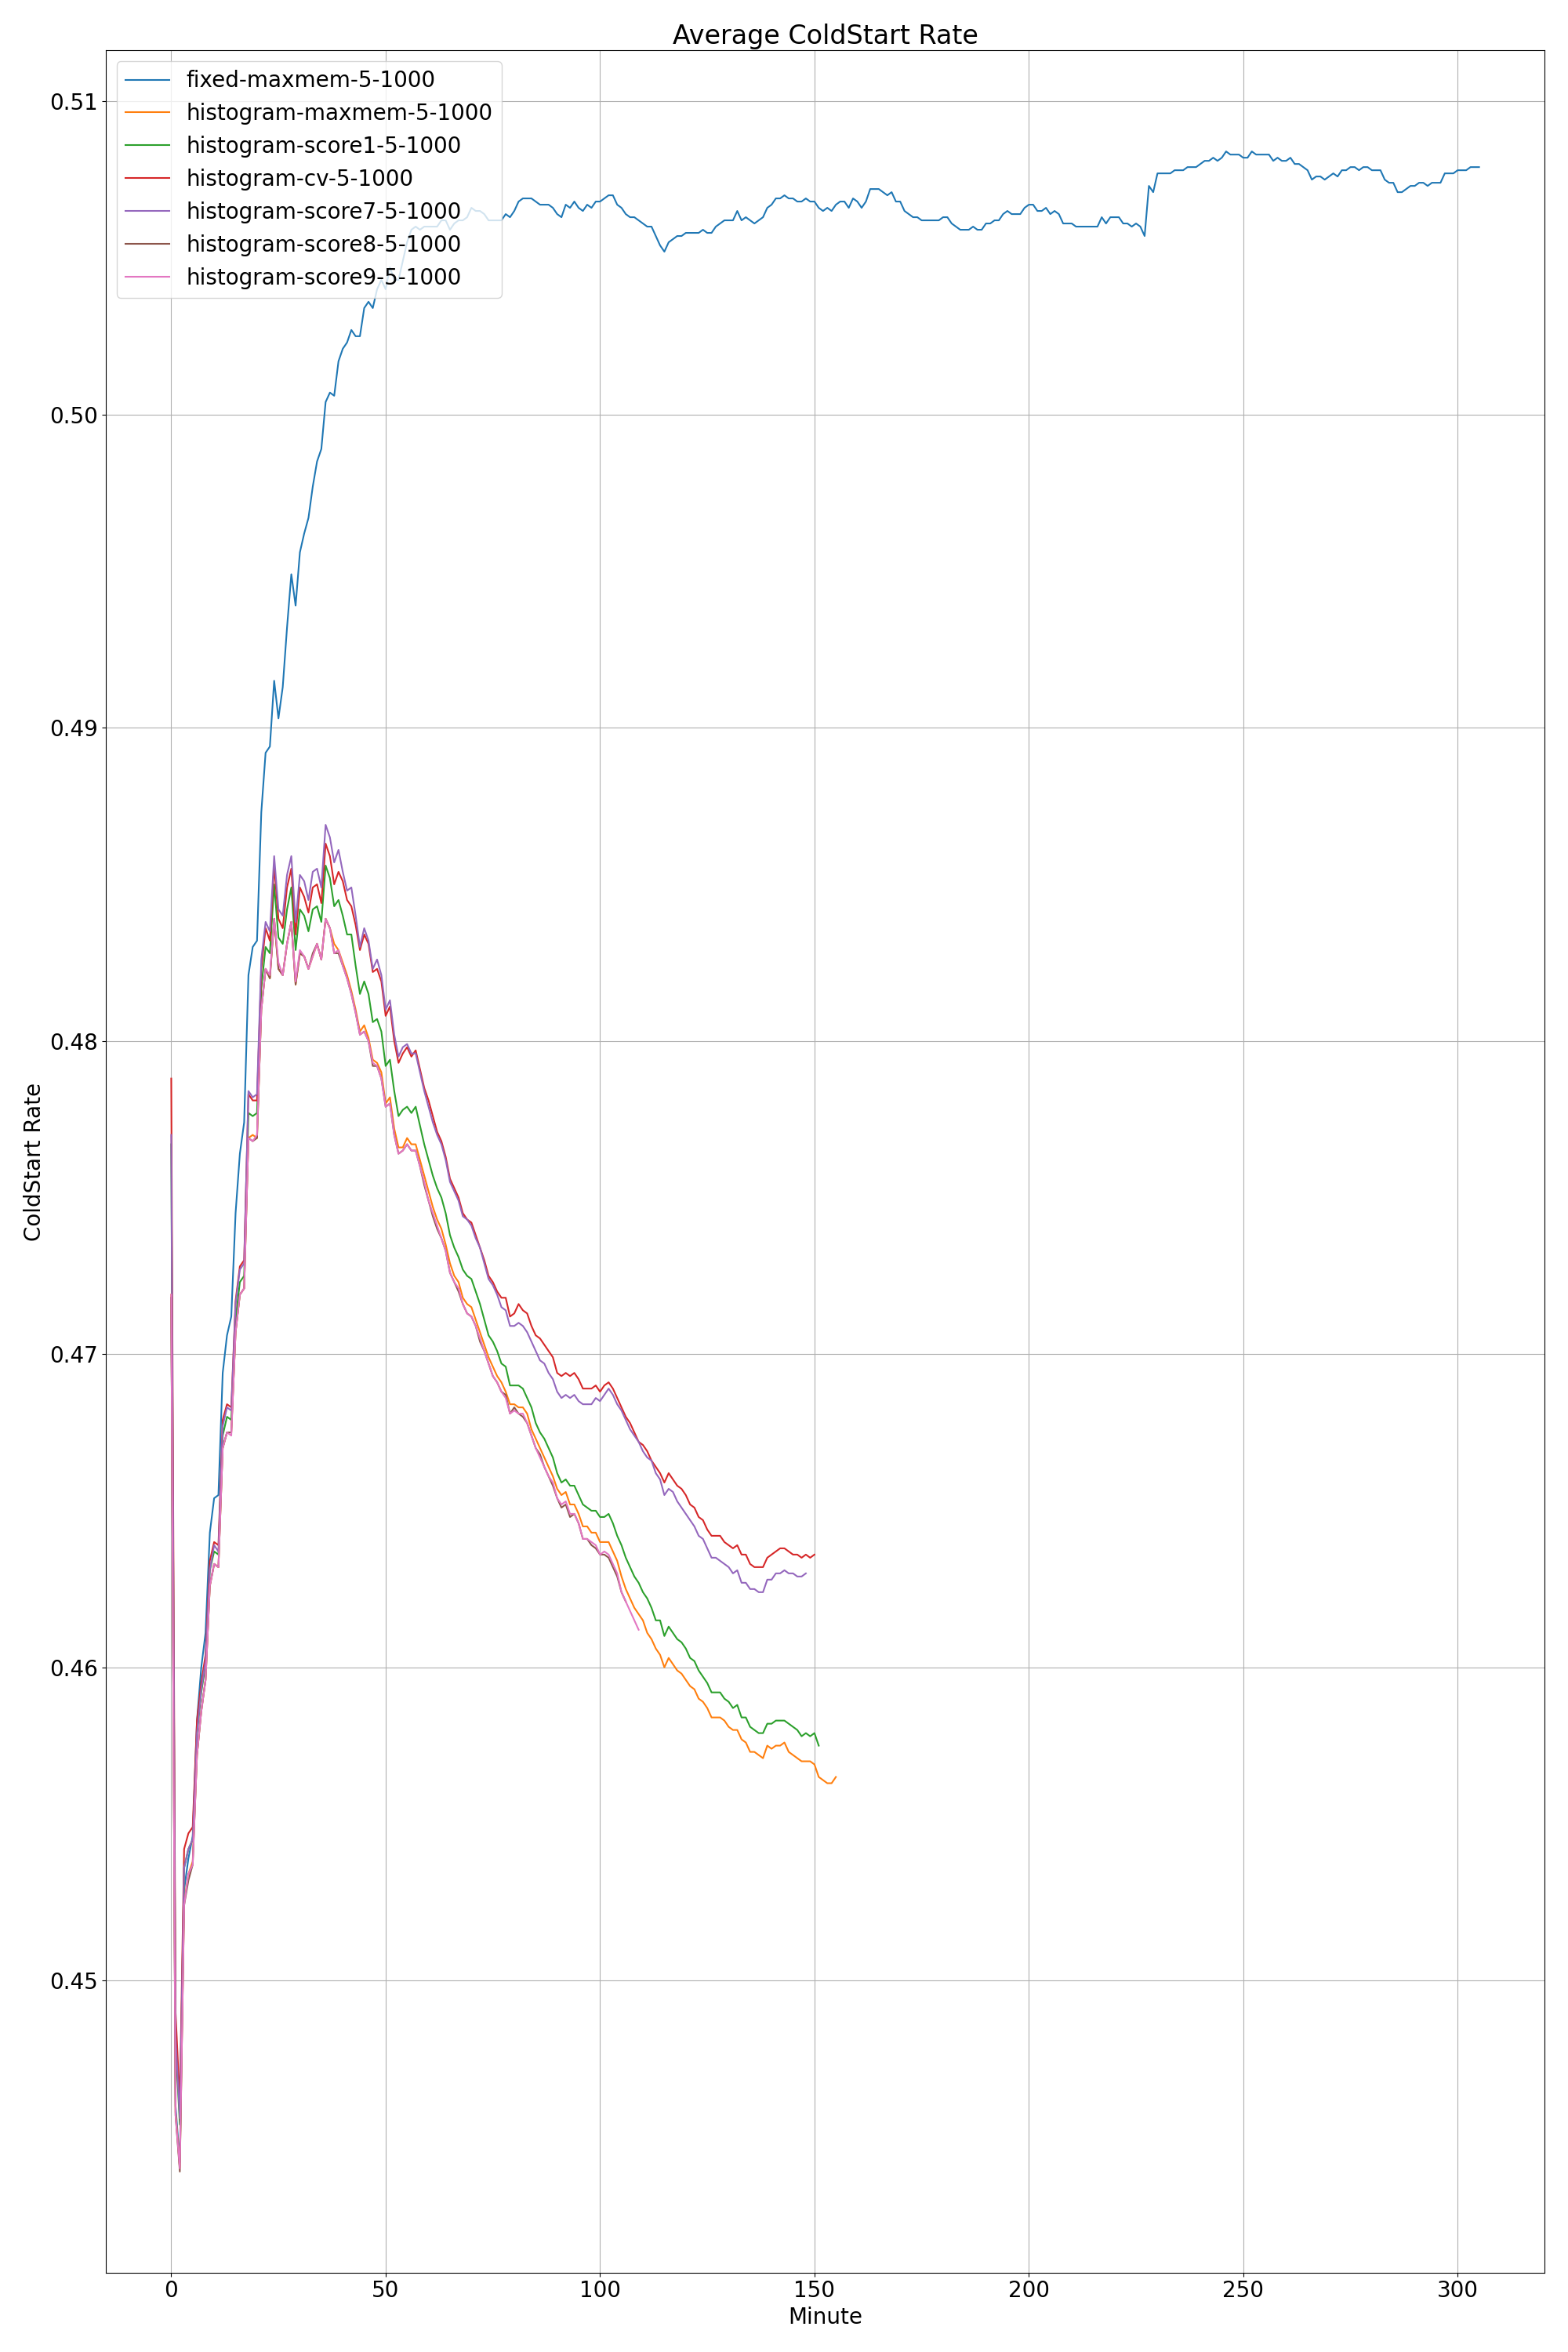 Average ColdStart Rate
fixed-maxmem-5-1000
histogram-maxmem-5-1000
histogram-score1-5-1000
histogram-cv-5-1000
histogram-score7-5-1000
histogram-score8-5-1000
histogram-score9-5-1000
0.51
0.50
0.49
0.48
0.47
0.46
0.45
ColdStart Rate
0 50 100 150 200 250 300
Minute